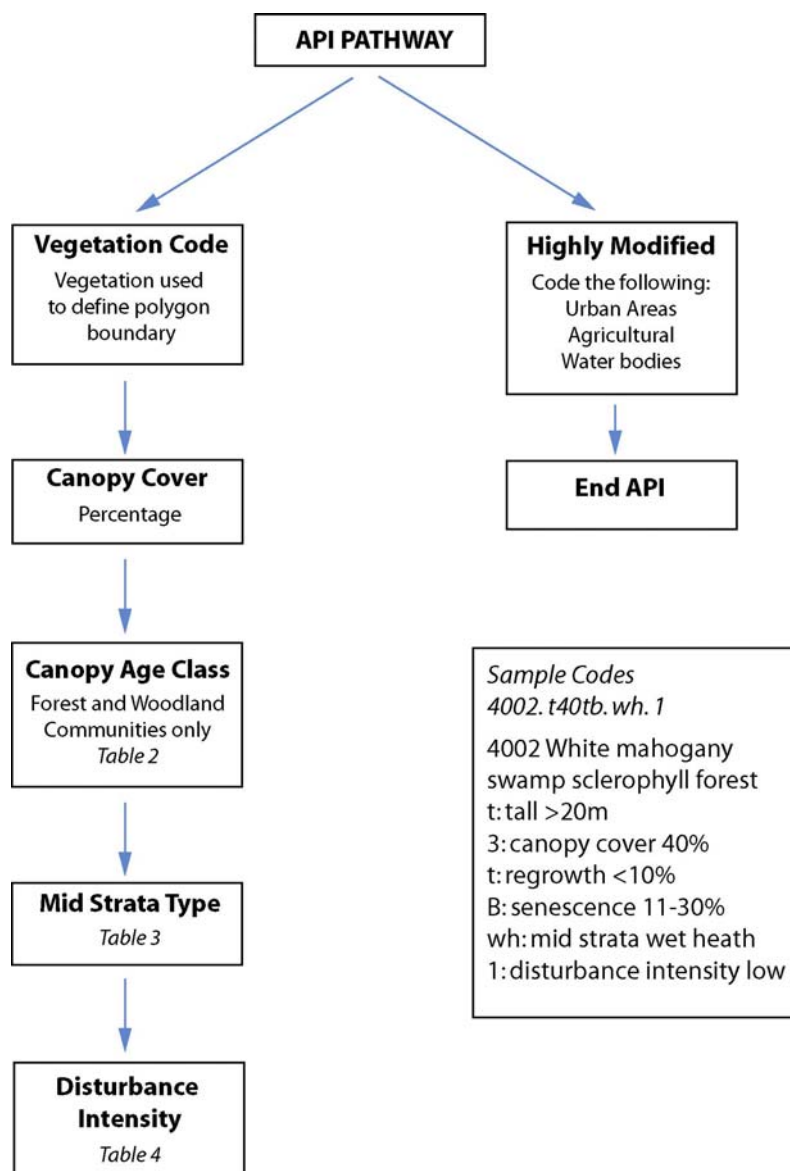 API PATHWAY
Vegetation Code
Vegetation used
to define polygon
boundary
Highly Modified
Code the following:
Urban Areas
Agricultural
Water bodies
Canopy Cover
Percentage
End API
Canopy Age Class
Forest and Woodland
Communities only
Table 2
Mid Strata Type
Table 3
Disturbance
Intensity
Table 4
Sample Codes
4002. t40tb. wh. 1
4002 White mahogany
swamp sclerophyll forest
t: tall >20m
3: canopy cover 40%
t: regrowth <10%
B: senescence 11-30%
wh: mid strata wet heath
1: disturbance intensity low